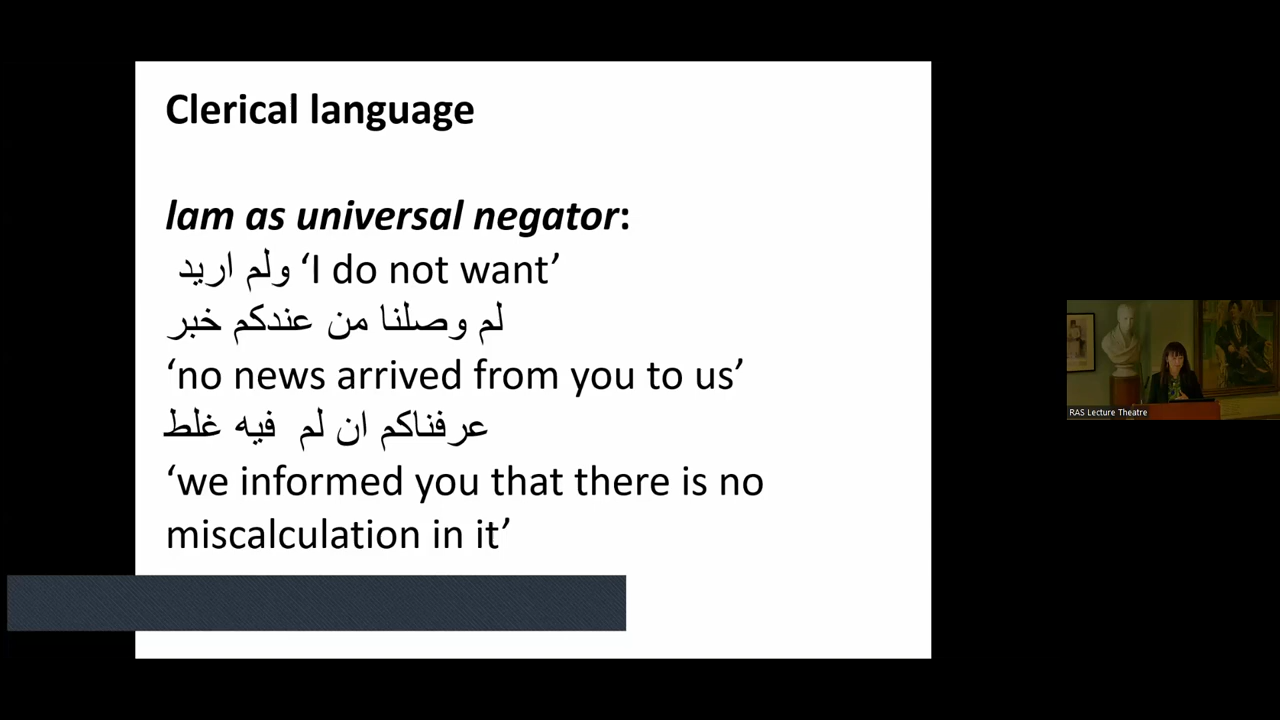 Clerical language
lam as universal negator:
ولم اريد ‘I do not want’
لم وصلنا من عندكم خبر
‘no news arrived from you to us’
عرفناكم ان لم فيه غلط
‘we informed you that there is no
miscalculation in it’
RAS Lecture Theatre